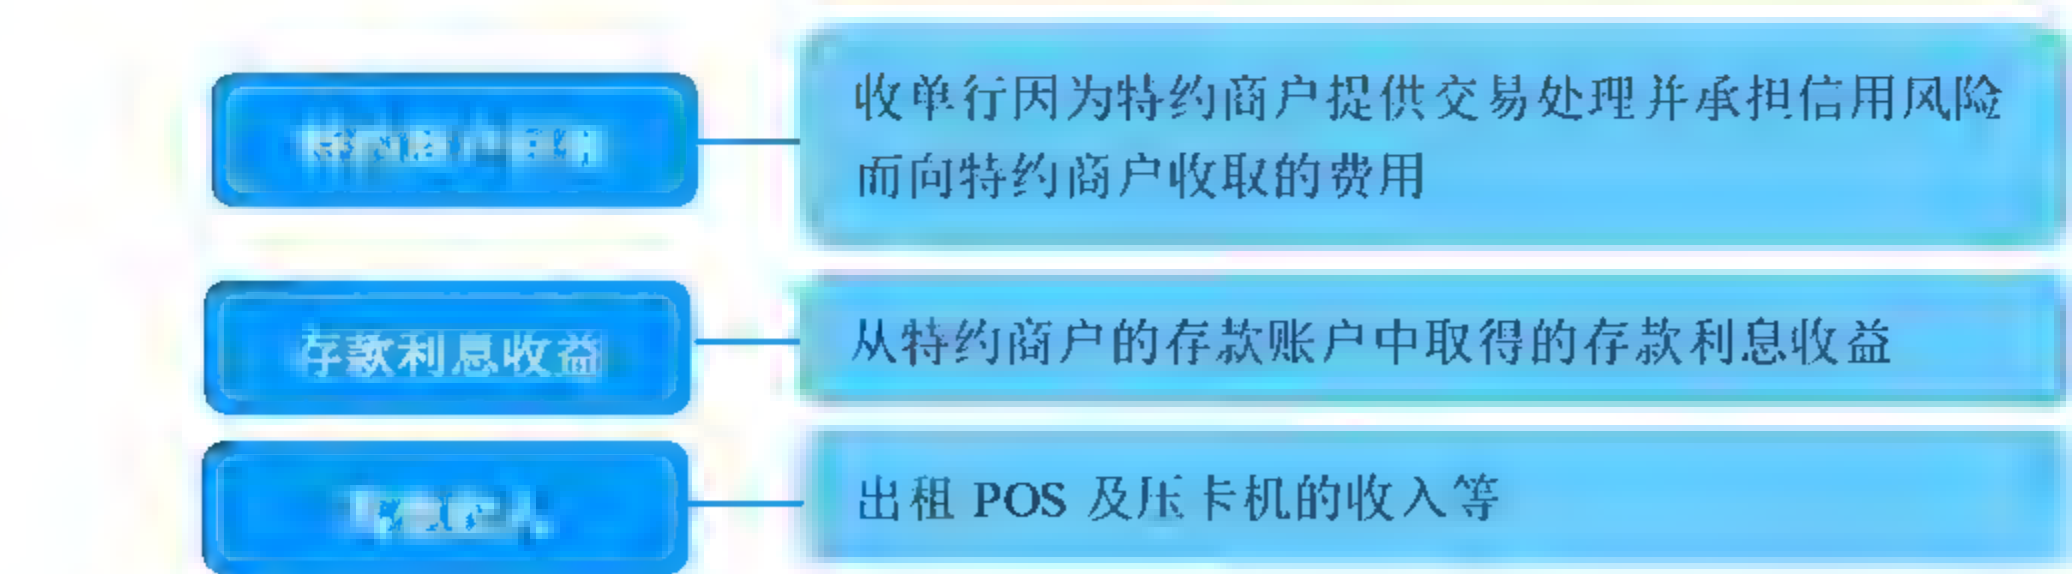 收单行因为特约商户提供交易处理并承担信用风险
而向特约商户收取的费用
存款利息收益
从特约商户的存款账户中取得的存款利息收益
出租 POS 及压卡机的收入等